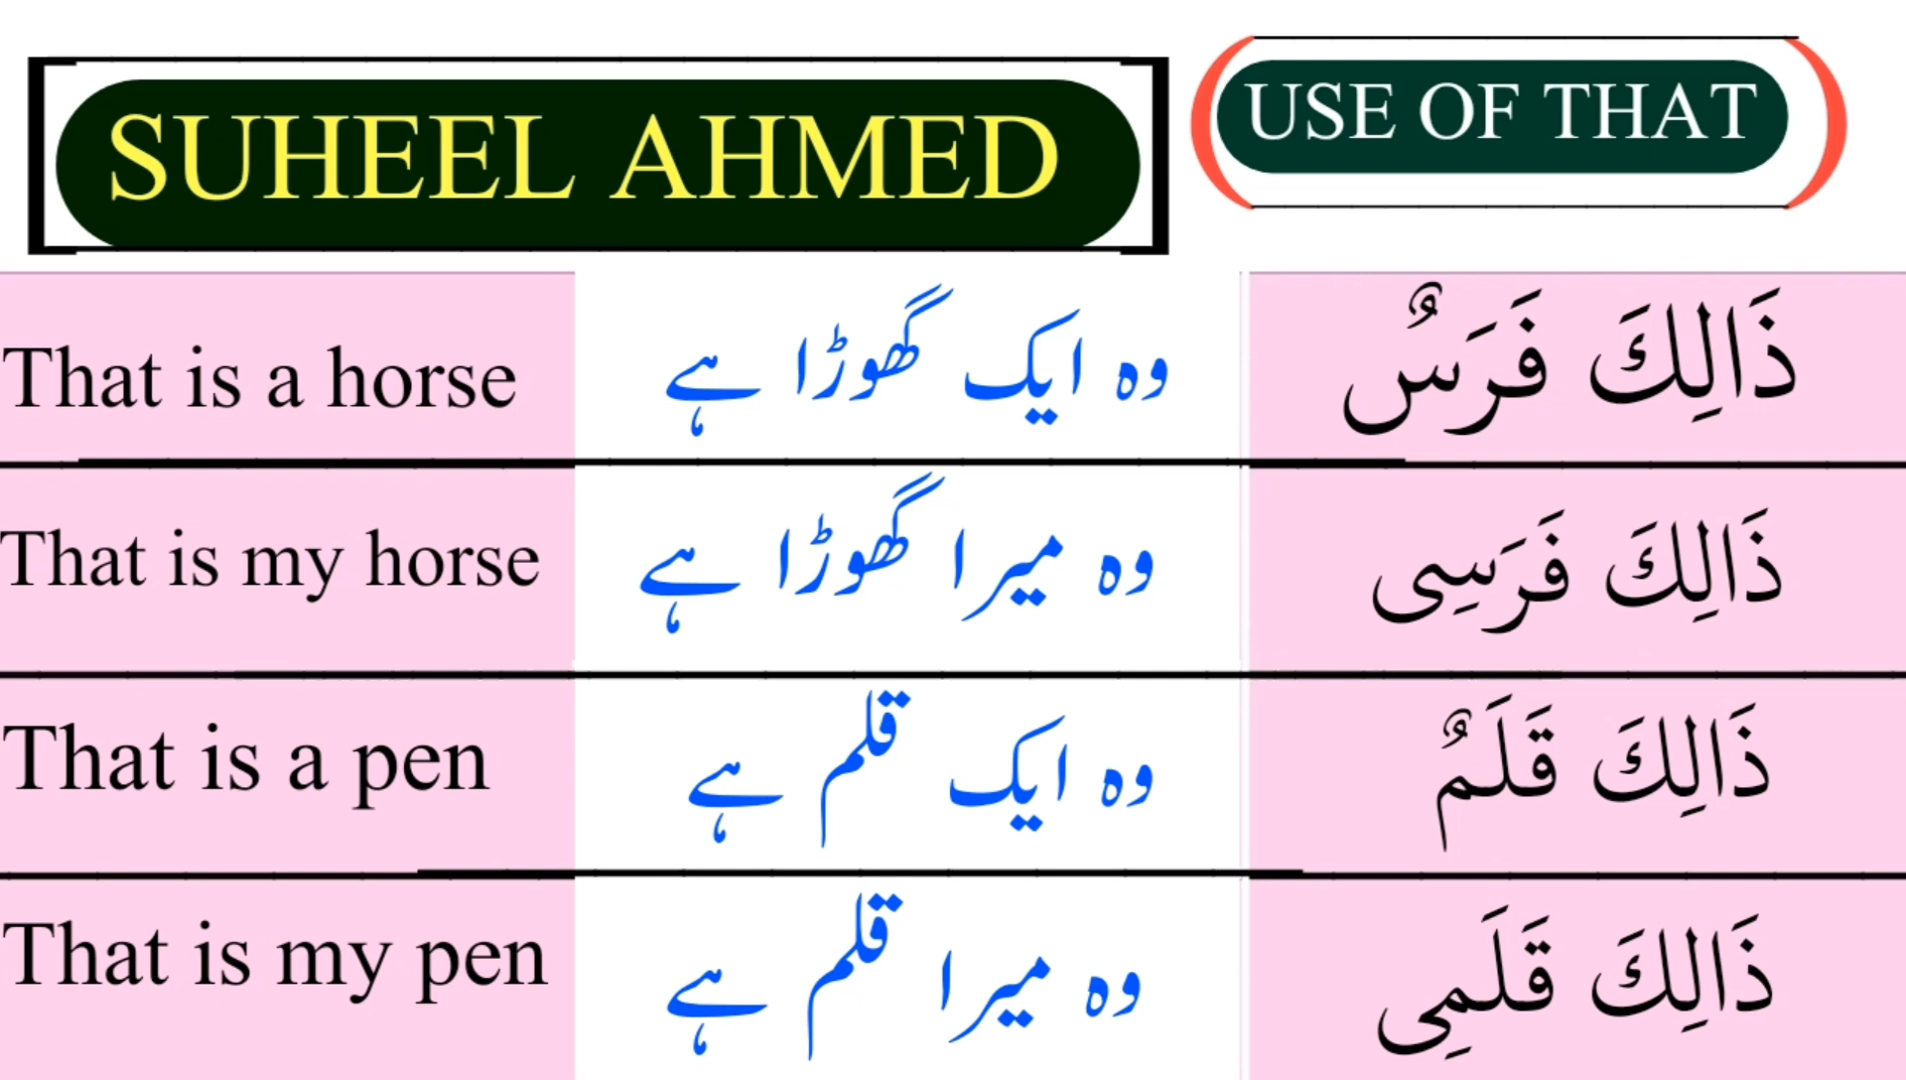 SUHEEL AHMED
USE OF THAT
That is a horse
وہ ایک گھوڑا ہے
ذَالِكَ فَرَسٌ
That is my horse
وہ میرا گھوڑا ہے
ذَالِكَ فَرَسِی
That is a pen
وہ ایک قلم ہے
ذَالِكَ قَلَمٌ
That is my pen
وہ میرا قلم ہے
ذَالِكَ قَلَمِی